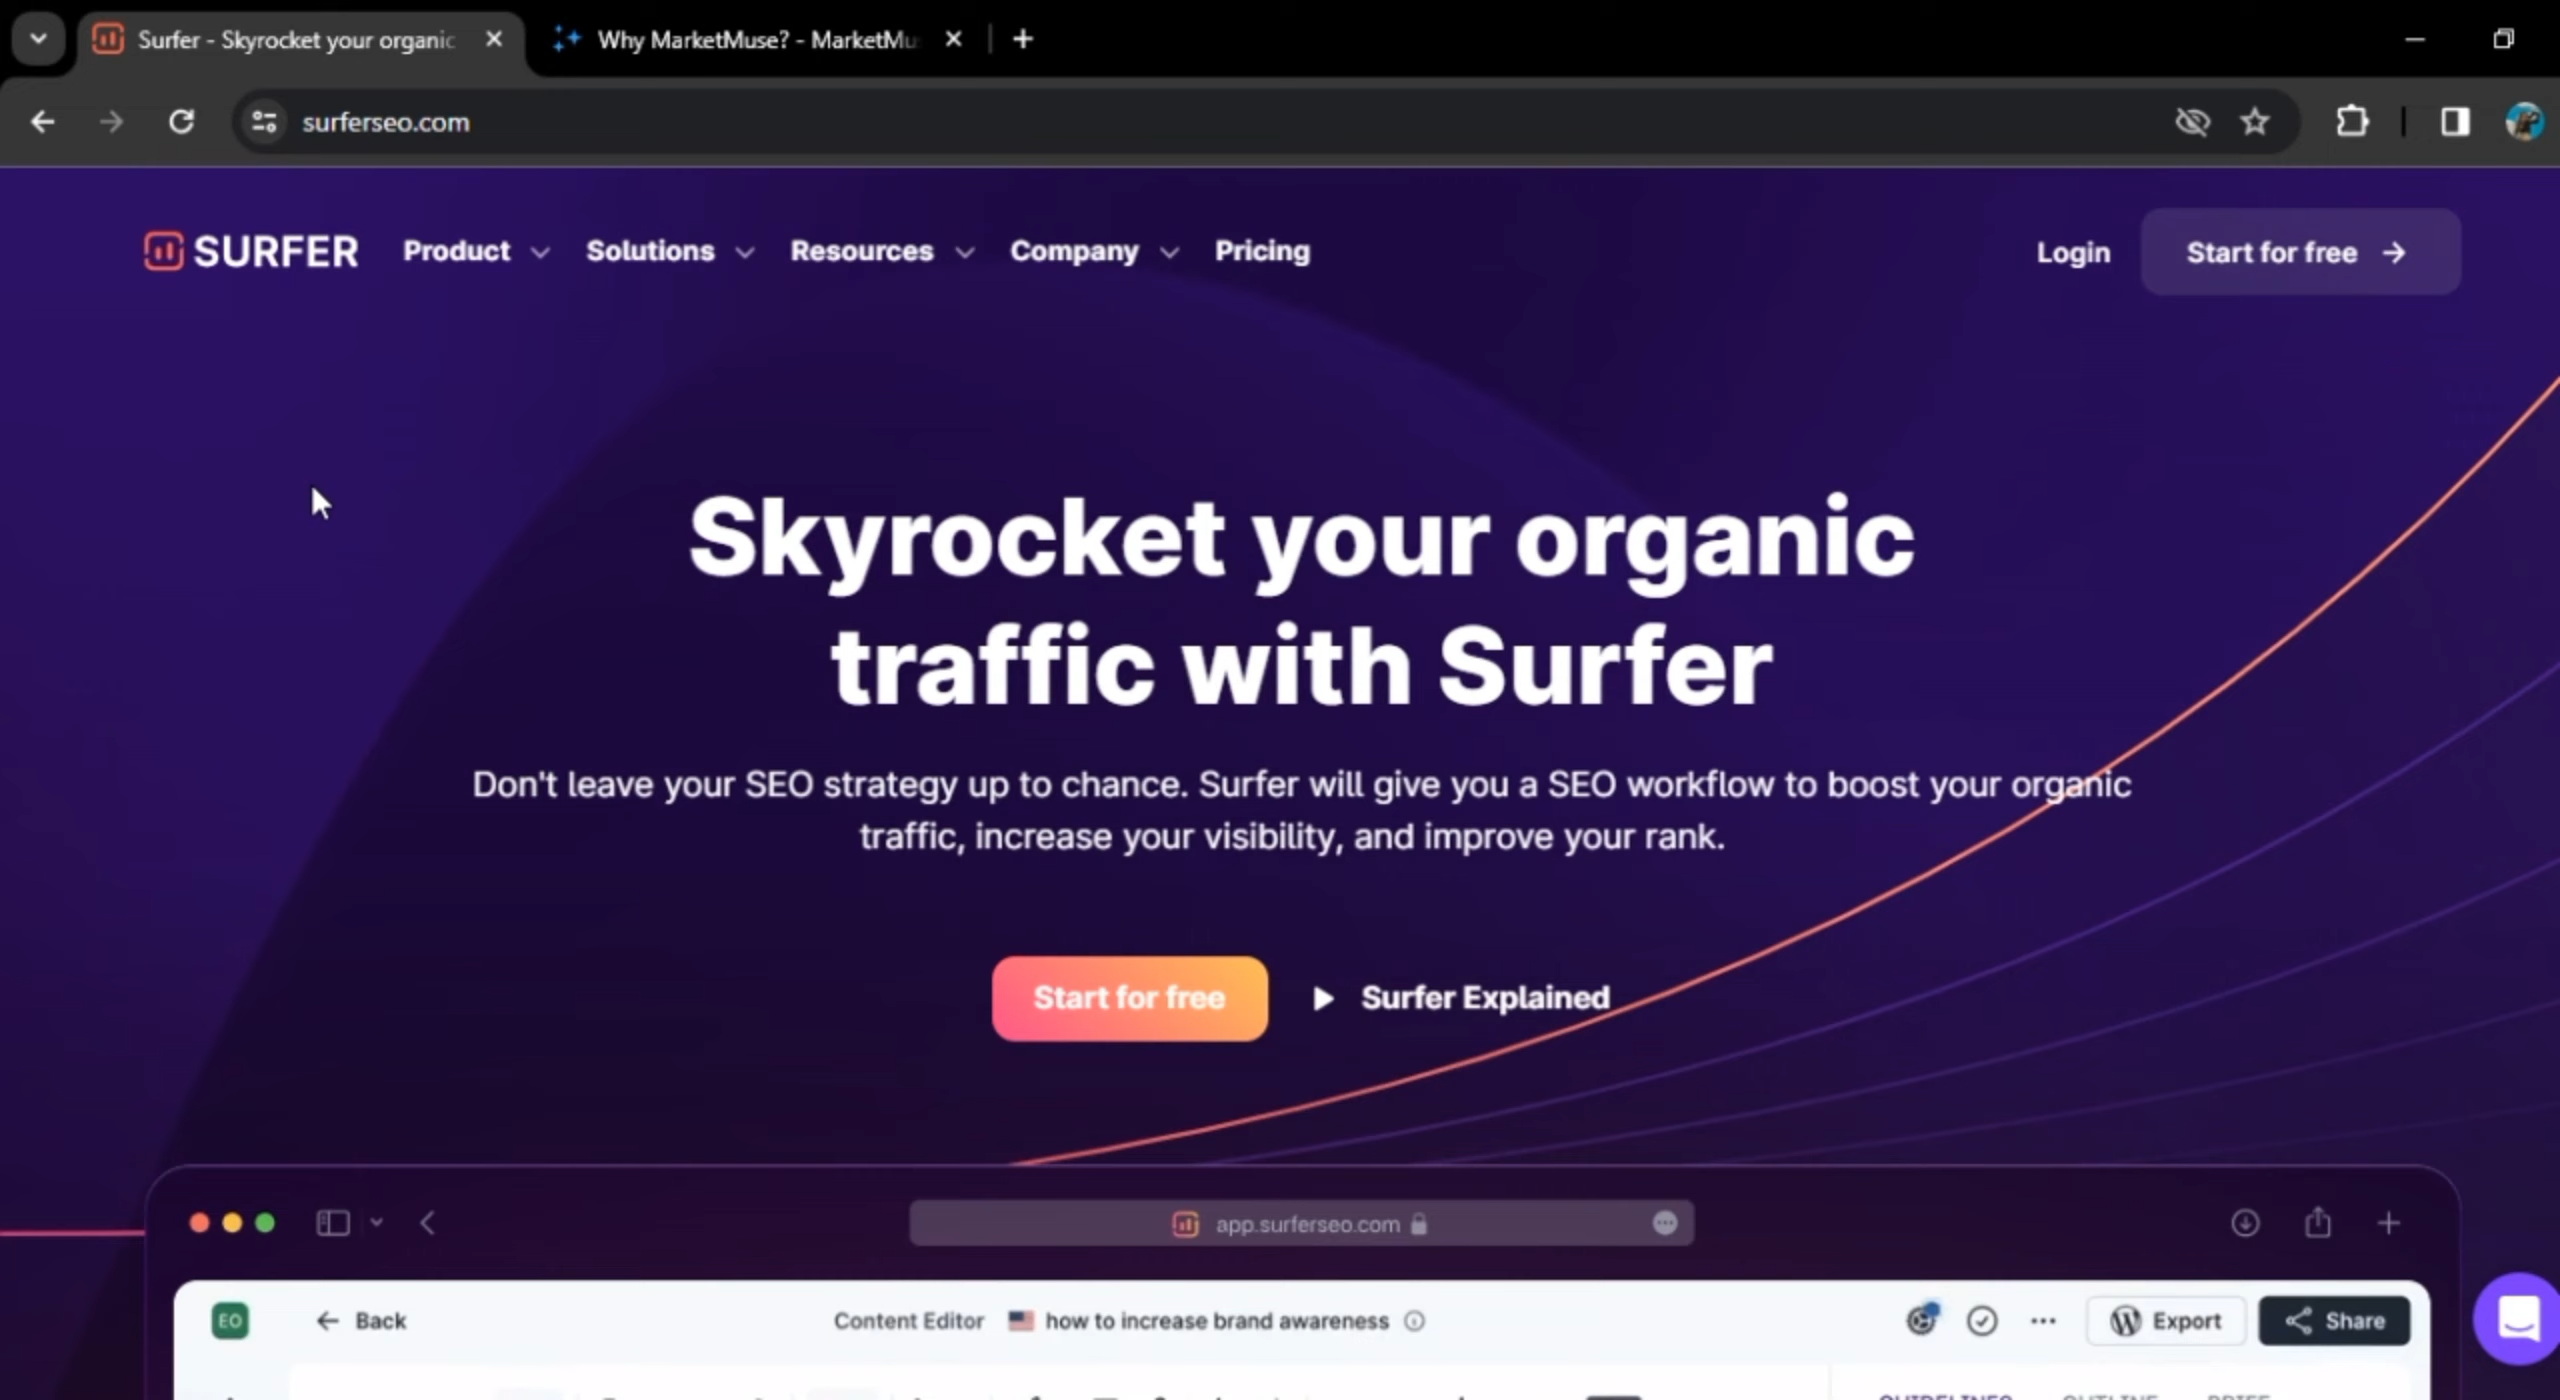 Surfer - Skyrocket your organic
Why MarketMuse? - MarketMu
surferseo.com
SURFER
Product
Solutions
Resources
Company
Pricing
Login
Start for free
Skyrocket your organic
traffic with Surfer
Don't leave your SEO strategy up to chance. Surfer will give you a SEO workflow to boost your organic
traffic, increase your visibility, and improve your rank.
Start for free
Surfer Explained
app.surferseo.com
EO
Back
Content Editor
how to increase brand awareness
Export
Share
GUIDELINES
OUTLINE
BRIEF